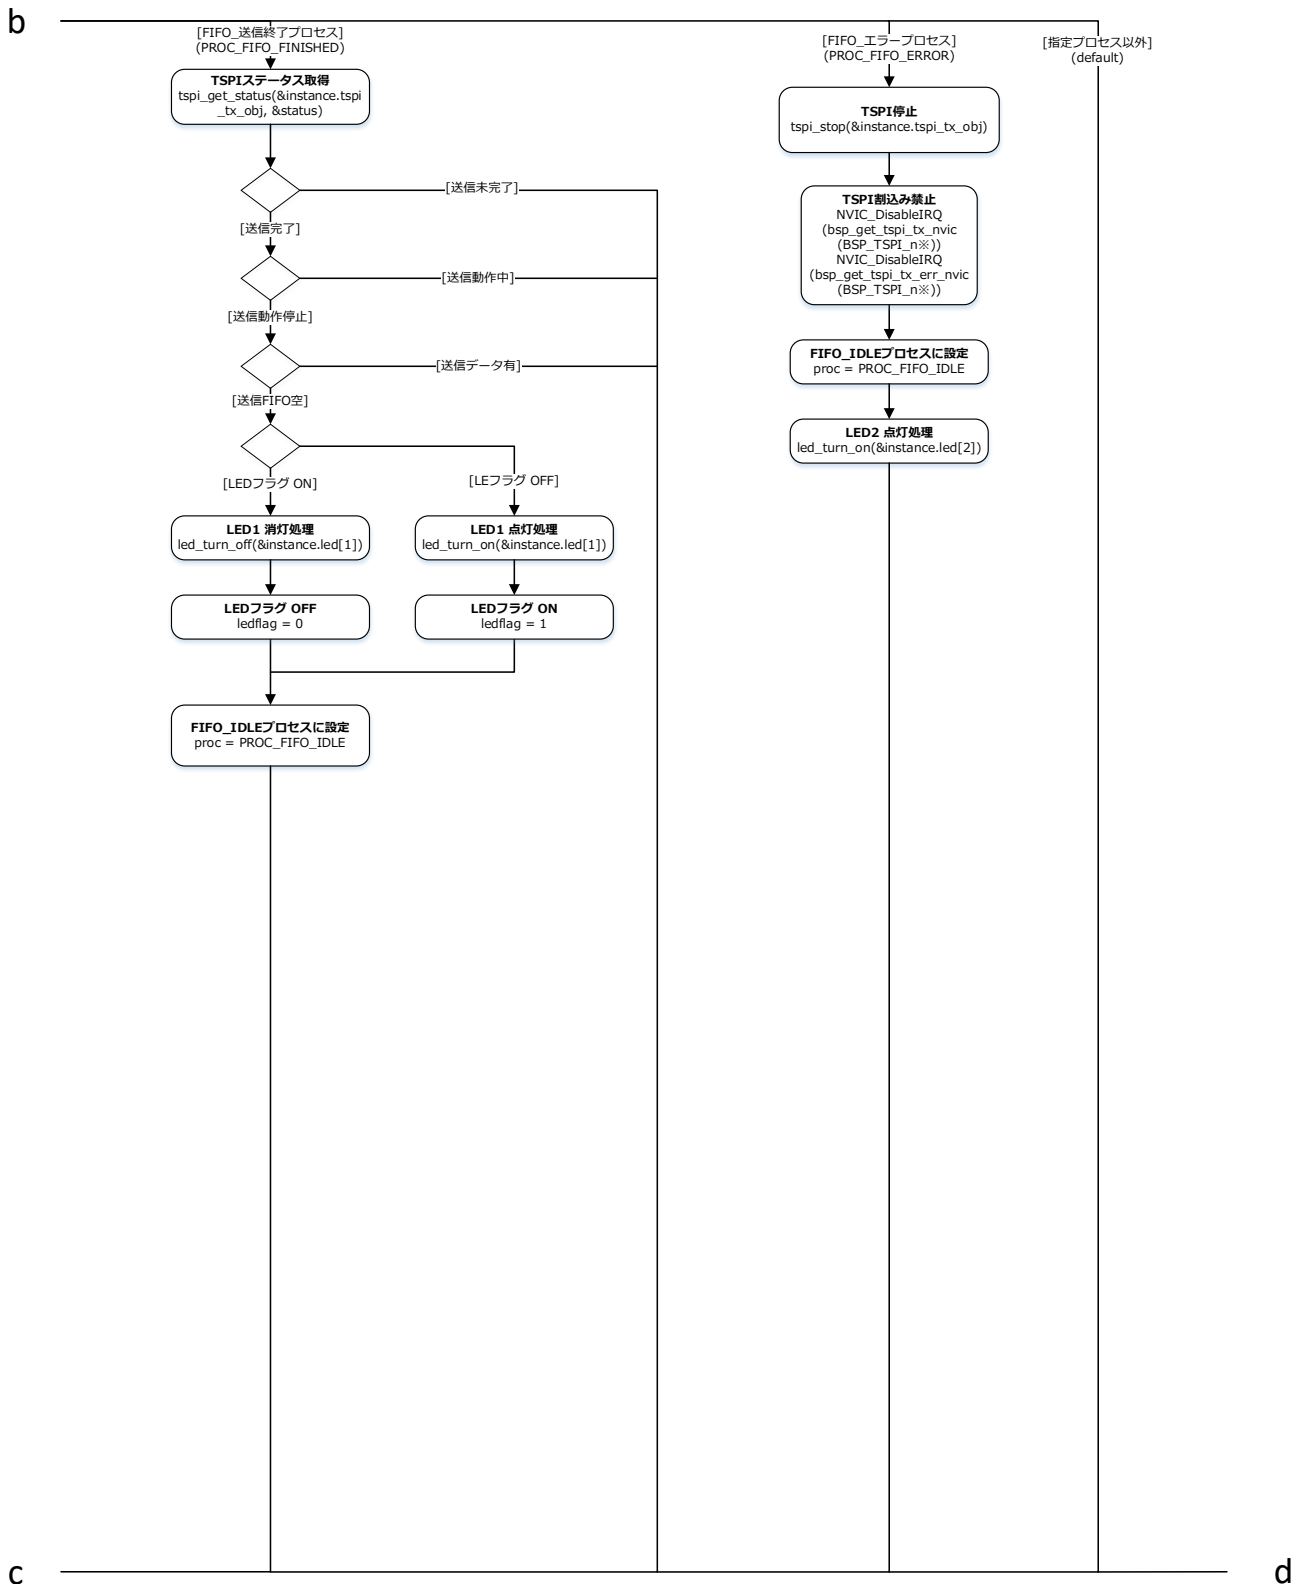 b
[FIFO_送信終了プロセス]
(PROC_FIFO_FINISHED)
TSPIステータス取得
tspi_get_status(&instance.tspi
_tx_obj, &status)
[送信未完了]
[送信完了]
[送信動作中]
[送信動作停止]
[送信データ有]
[送信FIFO空]
[LEDフラグ ON]
[LEフラグ OFF]
LED1 消灯処理
led_turn_off(&instance.led[1])
LED1 点灯処理
led_turn_on(&instance.led[1])
LEDフラグ OFF
ledflag = 0
LEDフラグ ON
ledflag = 1
FIFO_IDLEプロセスに設定
proc = PROC_FIFO_IDLE
[FIFO_エラープロセス]
(PROC_FIFO_ERROR)
TSPI停止
tspi_stop(&instance.tspi_tx_obj)
TSPI割込み禁止
NVIC_DisableIRQ
(bsp_get_tspi_tx_nvic
(BSP_TSPI_n※))
NVIC_DisableIRQ
(bsp_get_tspi_tx_err_nvic
(BSP_TSPI_n※))
FIFO_IDLEプロセスに設定
proc = PROC_FIFO_IDLE
LED2 点灯処理
led_turn_on(&instance.led[2])
[指定プロセス以外]
(default)
c
d